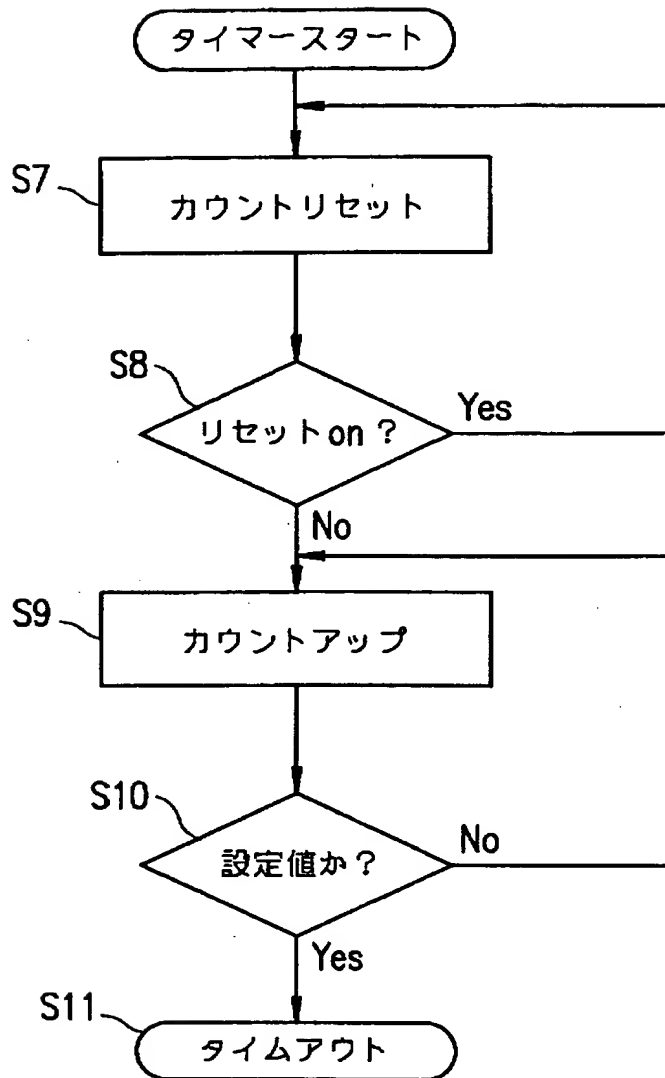 タイマースタート
S7
カウントリセット
S8
リセットon？
Yes
No
S9
カウントアップ
S10
設定値か？
No
Yes
S11
タイムアウト